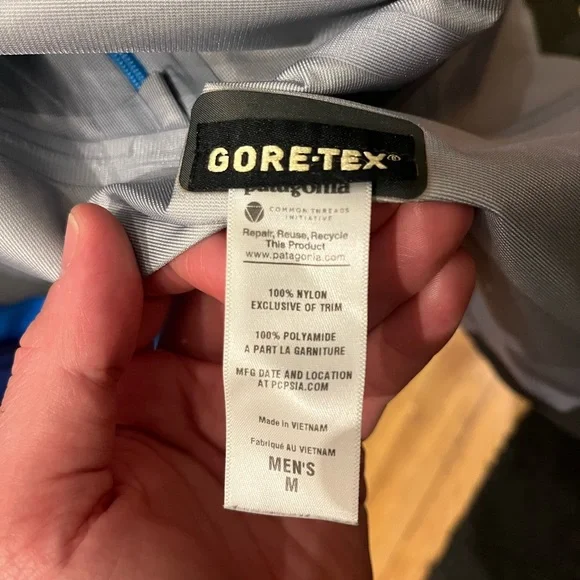 GORE-TEX®
patagonia
COMMON THREADS
INITIATIVE
Repair, Reuse, Recycle
This Product
www.patagonia.com
100% NYLON
EXCLUSIVE OF TRIM
100% POLYAMIDE
A PART LA GARNITURE
MFG DATE AND LOCATION
AT PCPSIA.COM
Made in VIETNAM
Fabriqué AU VIETNAM
MEN'S
M